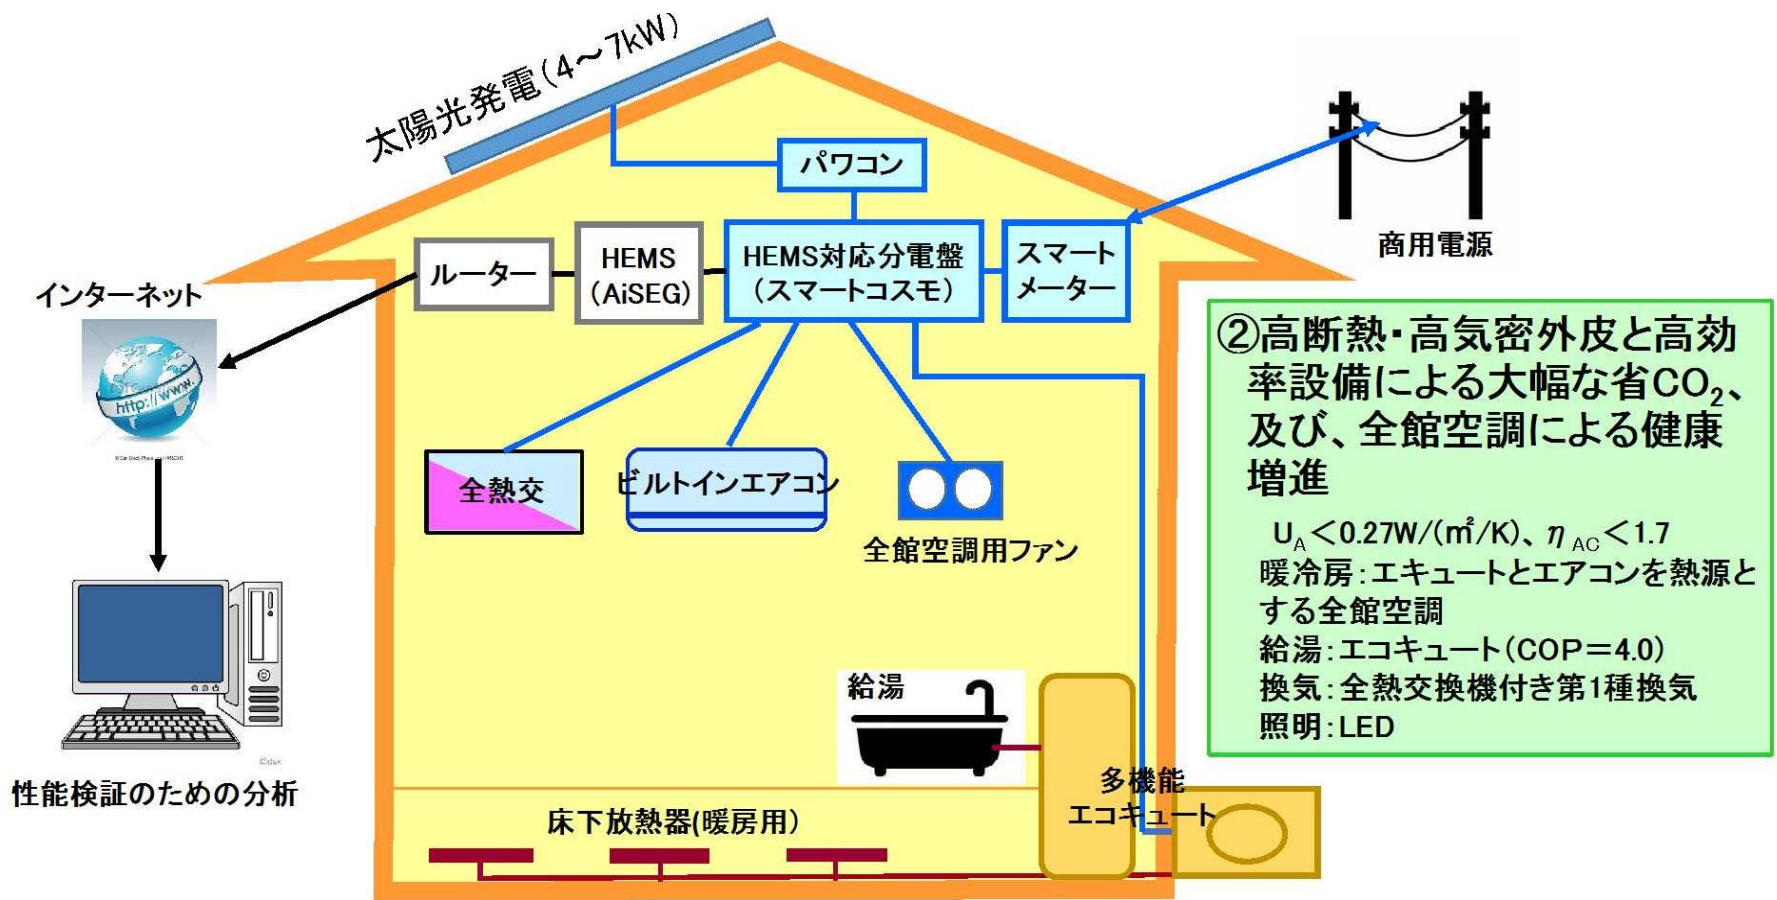 太陽光発電(4～7kW)
パワコン
商用電源
ルーター
HEMS
(AiSEG)
HEMS対応分電盤
(スマートコスモ)
スマート
メーター
インターネット
http://www.
②高断熱・高気密外皮と高効
率設備による大幅な省CO₂、
及び、全館空調による健康
増進
U_A＜0.27W/(㎡/K)、η_AC＜1.7
暖冷房：エキュートとエアコンを熱源と
する全館空調
給湯：エコキュート(COP＝4.0)
換気：全熱交換機付き第1種換気
照明：LED
全熱交
ビルトインエアコン
全館空調用ファン
給湯
多機能
エコキュート
性能検証のための分析
床下放熱器(暖房用)